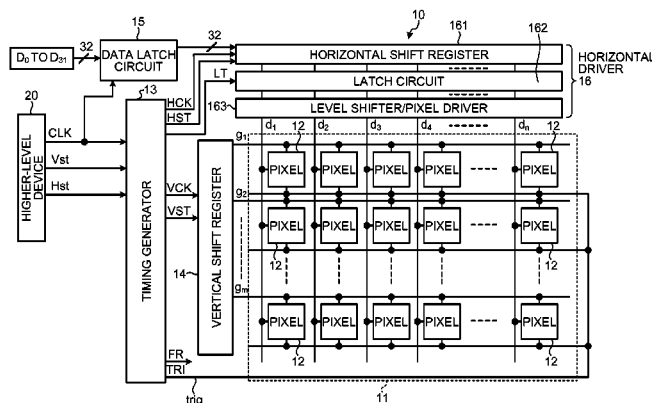 10
15
161
162
D0 TO D31
32
DATA LATCH CIRCUIT
32
HORIZONTAL SHIFT REGISTER
HORIZONTAL DRIVER
16
LT
LATCH CIRCUIT
20
13
HCK
HST
163
LEVEL SHIFTER/PIXEL DRIVER
HIGHER-LEVEL DEVICE
CLK
Vst
Hst
TIMING GENERATOR
d1 d2 d3 d4 dn
g1
12 12
PIXEL PIXEL PIXEL PIXEL PIXEL
VCK
VST
14
VERTICAL SHIFT REGISTER
g2
PIXEL PIXEL PIXEL PIXEL PIXEL
12 12
gm
12
PIXEL PIXEL PIXEL PIXEL PIXEL
12 12
FR
TRI
trig
11